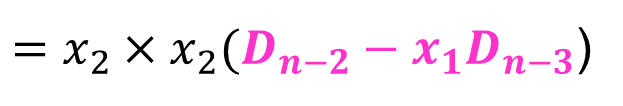 = x₂ × x₂(Dₙ₋₂ − x₁Dₙ₋₃)